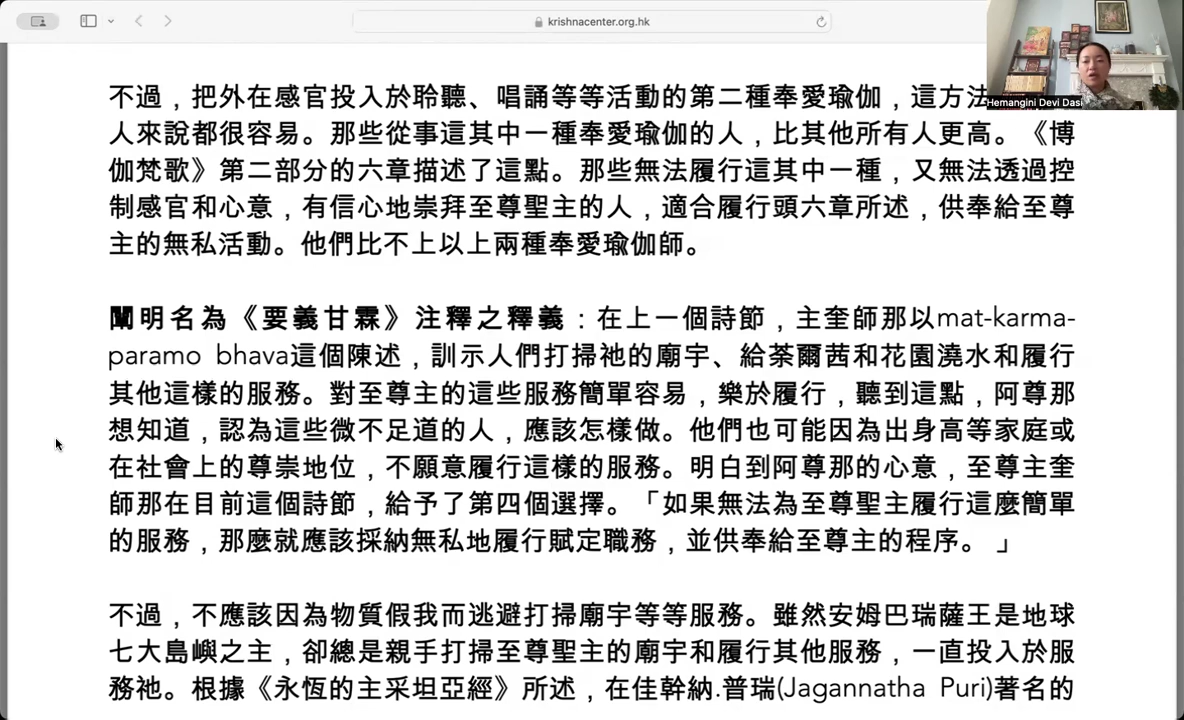 krishnacenter.org.hk
Hemangini Devi Dasi
不過，把外在感官投入於聆聽、唱誦等等活動的第二種奉愛瑜伽，這方法
人來說都很容易。那些從事這其中一種奉愛瑜伽的人，比其他所有人更高。《博
伽梵歌》第二部分的六章描述了這點。那些無法履行這其中一種，又無法透過控
制感官和心意，有信心地崇拜至尊聖主的人，適合履行頭六章所述，供奉給至尊
主的無私活動。他們比不上以上兩種奉愛瑜伽師。
闡明名為《要義甘霖》注釋之釋義：在上一個詩節，主奎師那以mat-karma-
paramo bhava這個陳述，訓示人們打掃祂的廟宇、給荼爾茜和花園澆水和履行
其他這樣的服務。對至尊主的這些服務簡單容易，樂於履行，聽到這點，阿尊那
想知道，認為這些微不足道的人，應該怎樣做。他們也可能因為出身高等家庭或
在社會上的尊崇地位，不願意履行這樣的服務。明白到阿尊那的心意，至尊主奎
師那在目前這個詩節，給予了第四個選擇。「如果無法為至尊聖主履行這麼簡單
的服務，那麼就應該採納無私地履行賦定職務，並供奉給至尊主的程序。 」
不過，不應該因為物質假我而逃避打掃廟宇等等服務。雖然安姆巴瑞薩王是地球
七大島嶼之主，卻總是親手打掃至尊聖主的廟宇和履行其他服務，一直投入於服
務祂。根據《永恆的主采坦亞經》所述，在佳幹納.普瑞(Jagannatha Puri)著名的